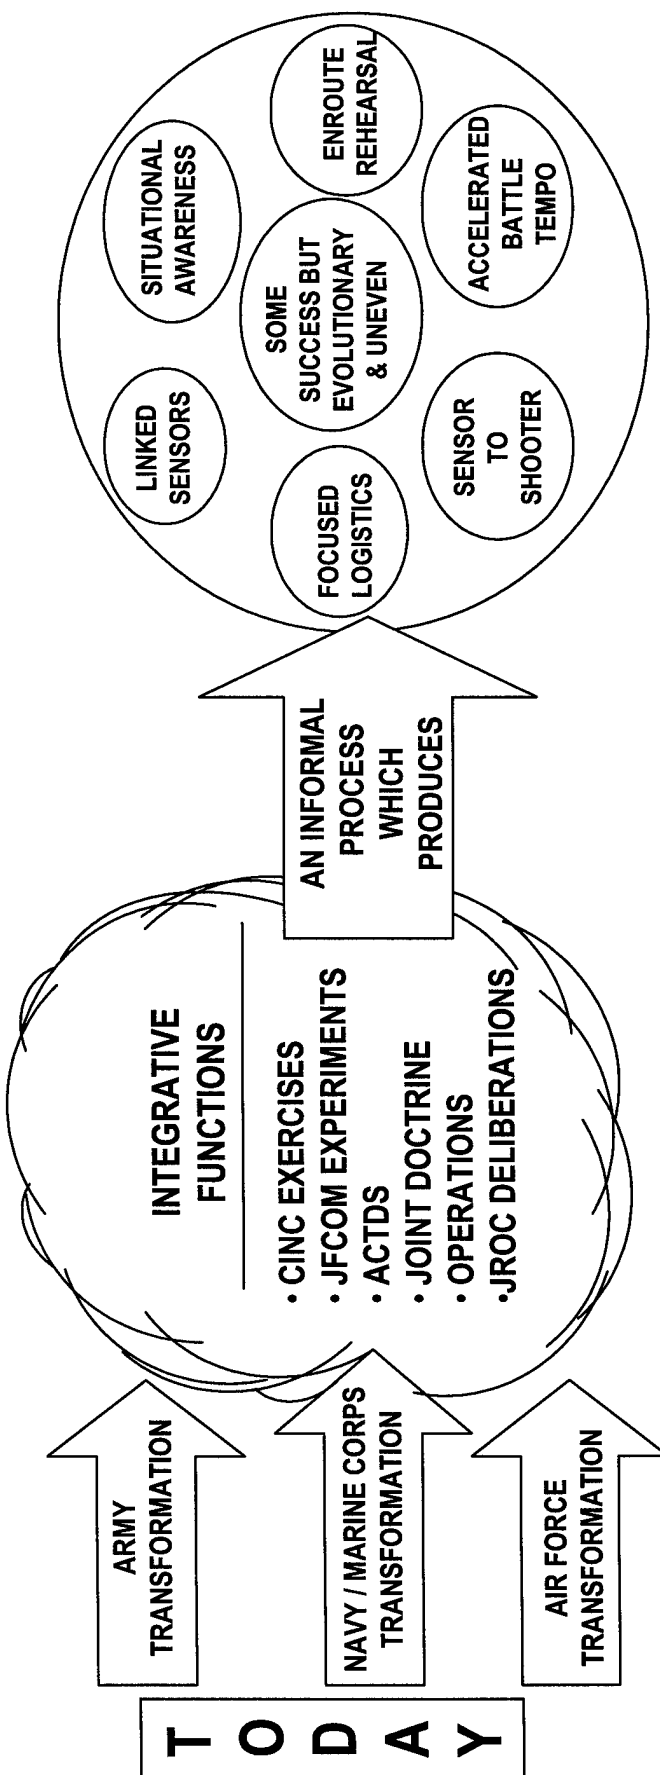 TODAY
ARMY
TRANSFORMATION
NAVY / MARINE CORPS
TRANSFORMATION
AIR FORCE
TRANSFORMATION
INTEGRATIVE
FUNCTIONS
• CINC EXERCISES
• JFCOM EXPERIMENTS
• ACTDS
• JOINT DOCTRINE
• OPERATIONS
•JROC DELIBERATIONS
AN INFORMAL
PROCESS
WHICH
PRODUCES
LINKED
SENSORS
SITUATIONAL
AWARENESS
FOCUSED
LOGISTICS
SOME
SUCCESS BUT
EVOLUTIONARY
& UNEVEN
ENROUTE
REHEARSAL
SENSOR
TO
SHOOTER
ACCELERATED
BATTLE
TEMPO